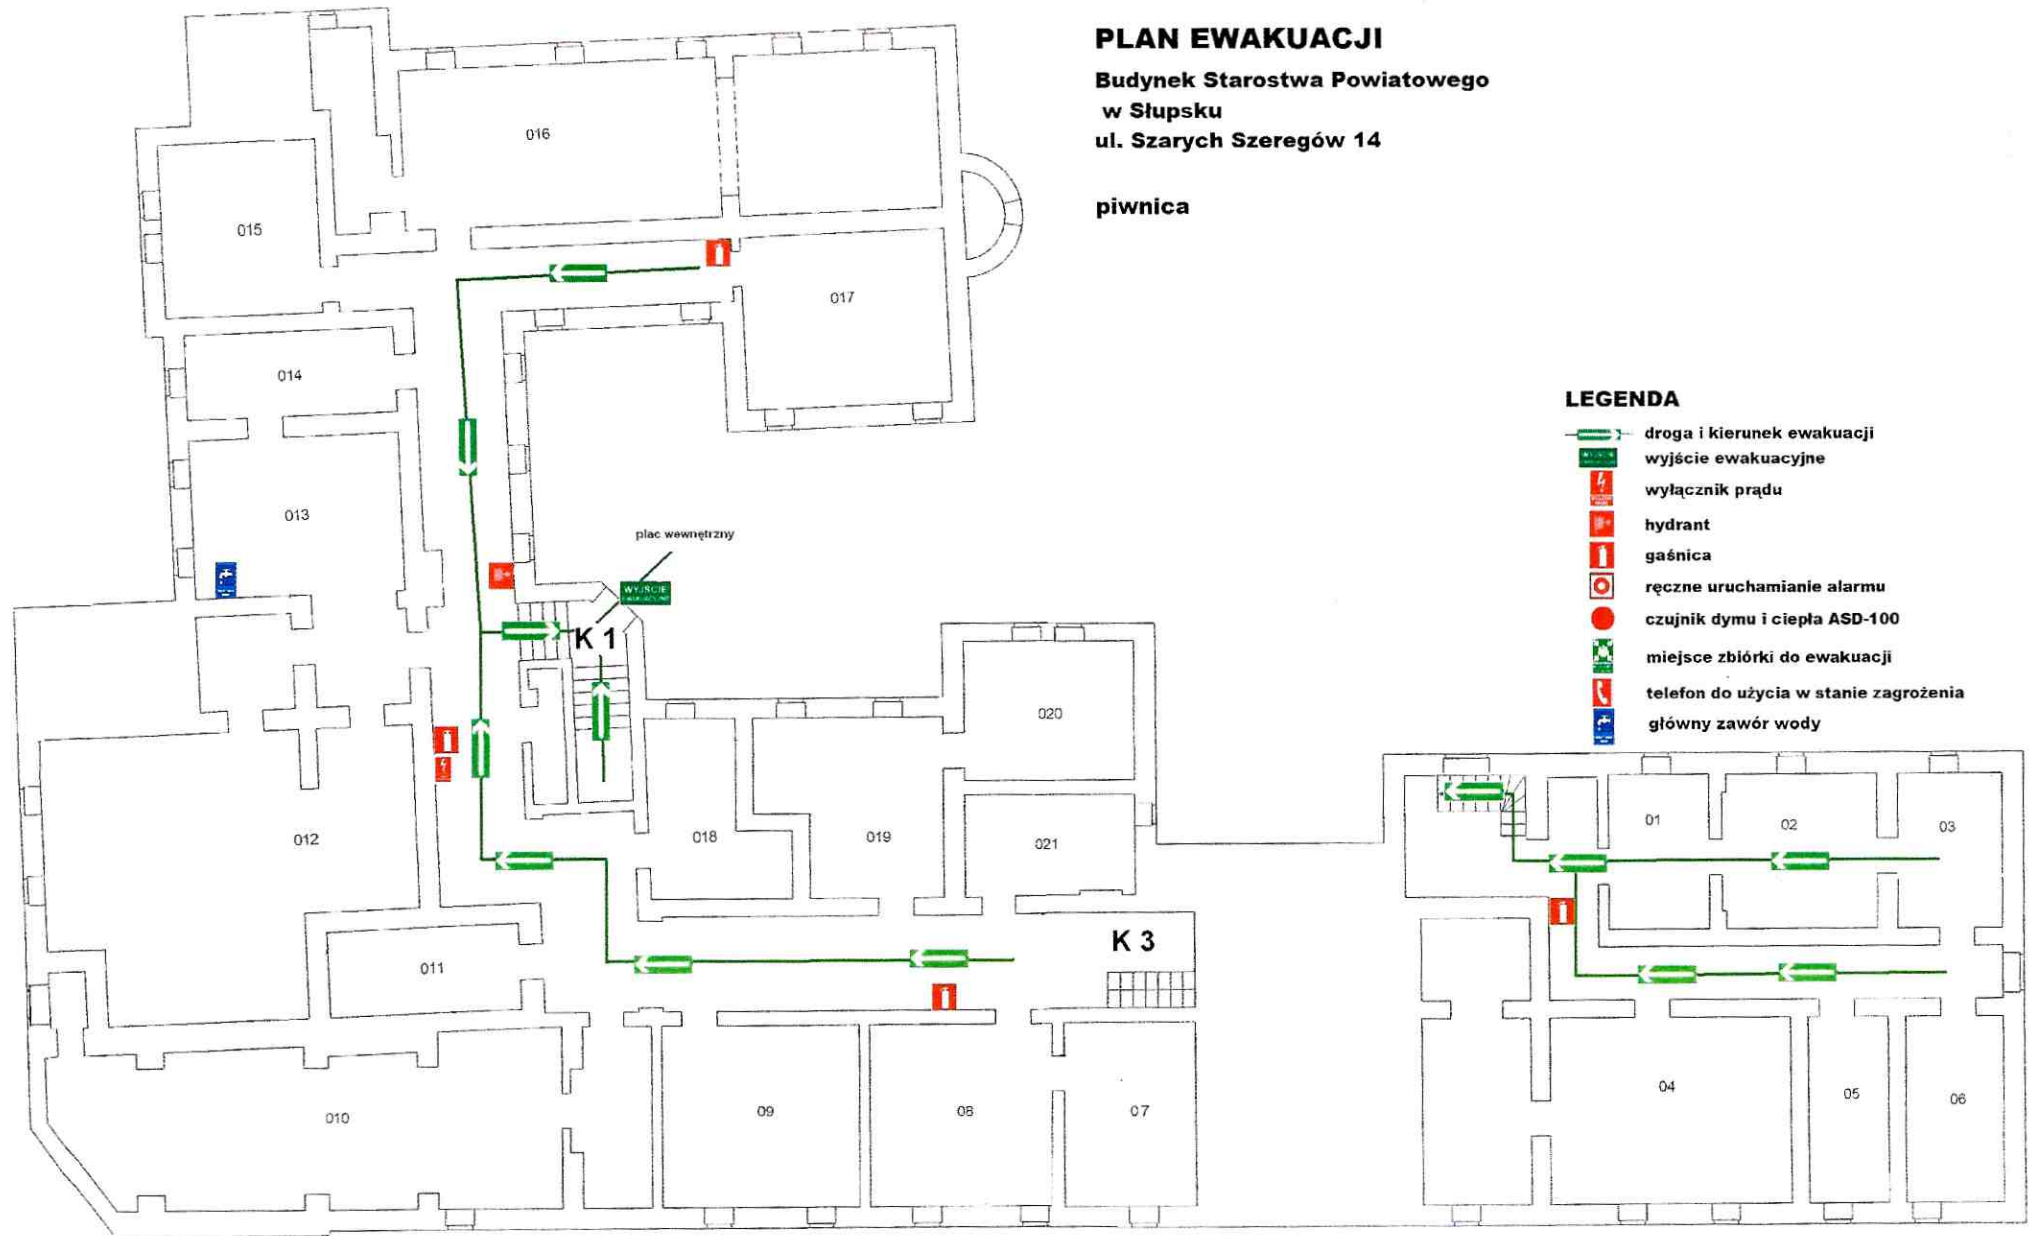 PLAN EWAKUACJI
Budynek Starostwa Powiatowego
w Słupsku
ul. Szarych Szeregów 14
piwnica
016
015
017
014
013
plac wewnętrzny
WYJŚCIE
EWAKUACYJNE
K 1
LEGENDA
droga i kierunek ewakuacji
wyjście ewakuacyjne
wyłącznik prądu
hydrant
gaśnica
ręczne uruchamianie alarmu
czujnik dymu i ciepła ASD-100
miejsce zbiórki do ewakuacji
telefon do użycia w stanie zagrożenia
główny zawór wody
020
012
018
019
021
01
02
03
K 3
011
010
09
08
07
04
05
06